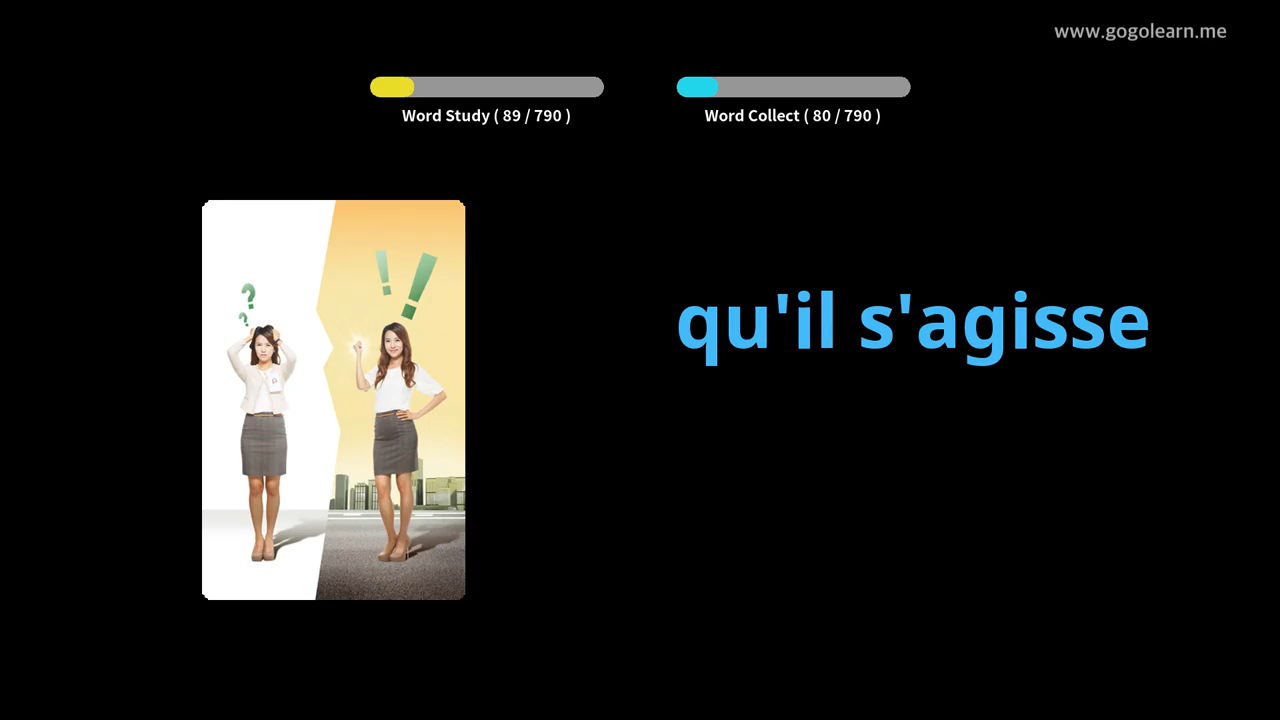 www.gogolearn.me
Word Study ( 89 / 790 )
Word Collect ( 80 / 790 )
? ?
! !
qu'il s'agisse